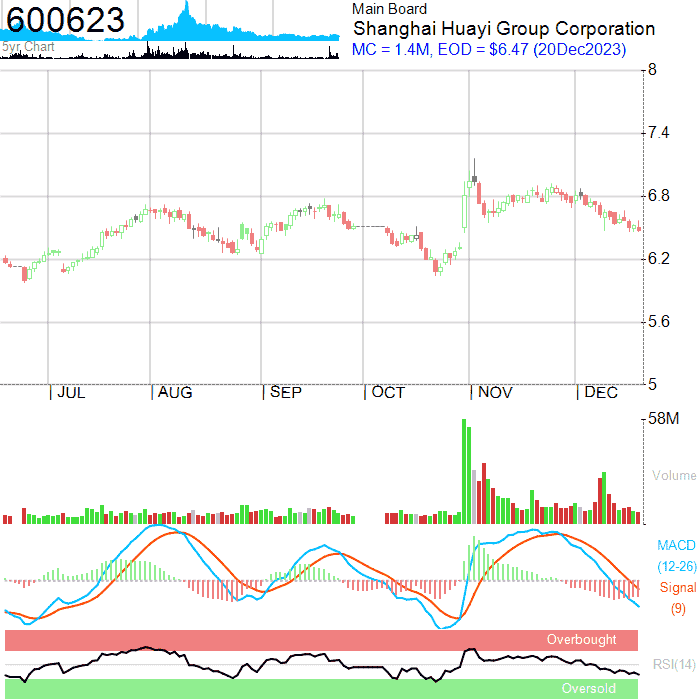 600623
5yr. Chart
Main Board
Shanghai Huayi Group Corporation
MC = 1.4M, EOD = $6.47 (20Dec2023)
8
7.4
6.8
6.2
5.6
5
| JUL | AUG | SEP | OCT | NOV | DEC
58M
Volume
MACD
(12-26)
Signal
(9)
Overbought
RSI(14)
Oversold